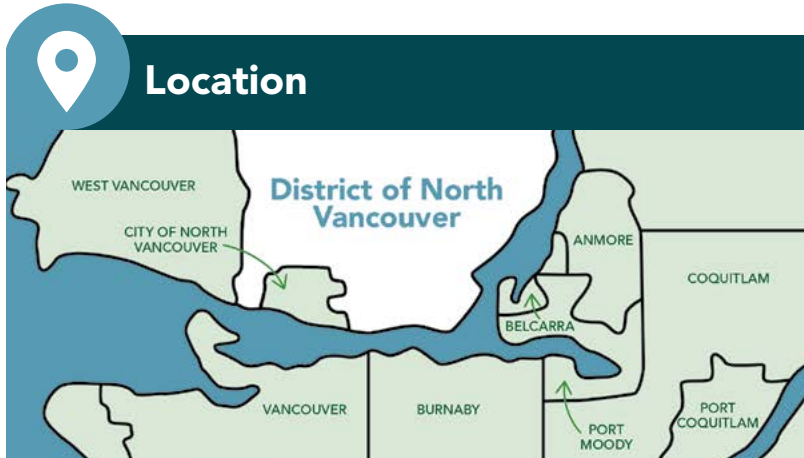 Location
WEST VANCOUVER
District of North
Vancouver
CITY OF NORTH
VANCOUVER
ANMORE
COQUITLAM
BELCARRA
VANCOUVER
BURNABY
PORT
MOODY
PORT
COQUITLAM